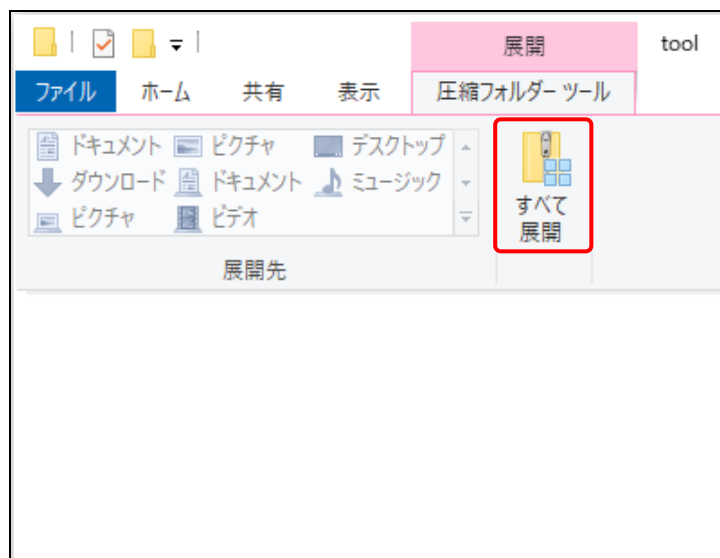 展開 tool
ファイル ホーム 共有 表示 圧縮フォルダー ツール
ドキュメント ピクチャ デスクトップ
ダウンロード ドキュメント ミュージック
ピクチャ ビデオ
すべて
展開
展開先